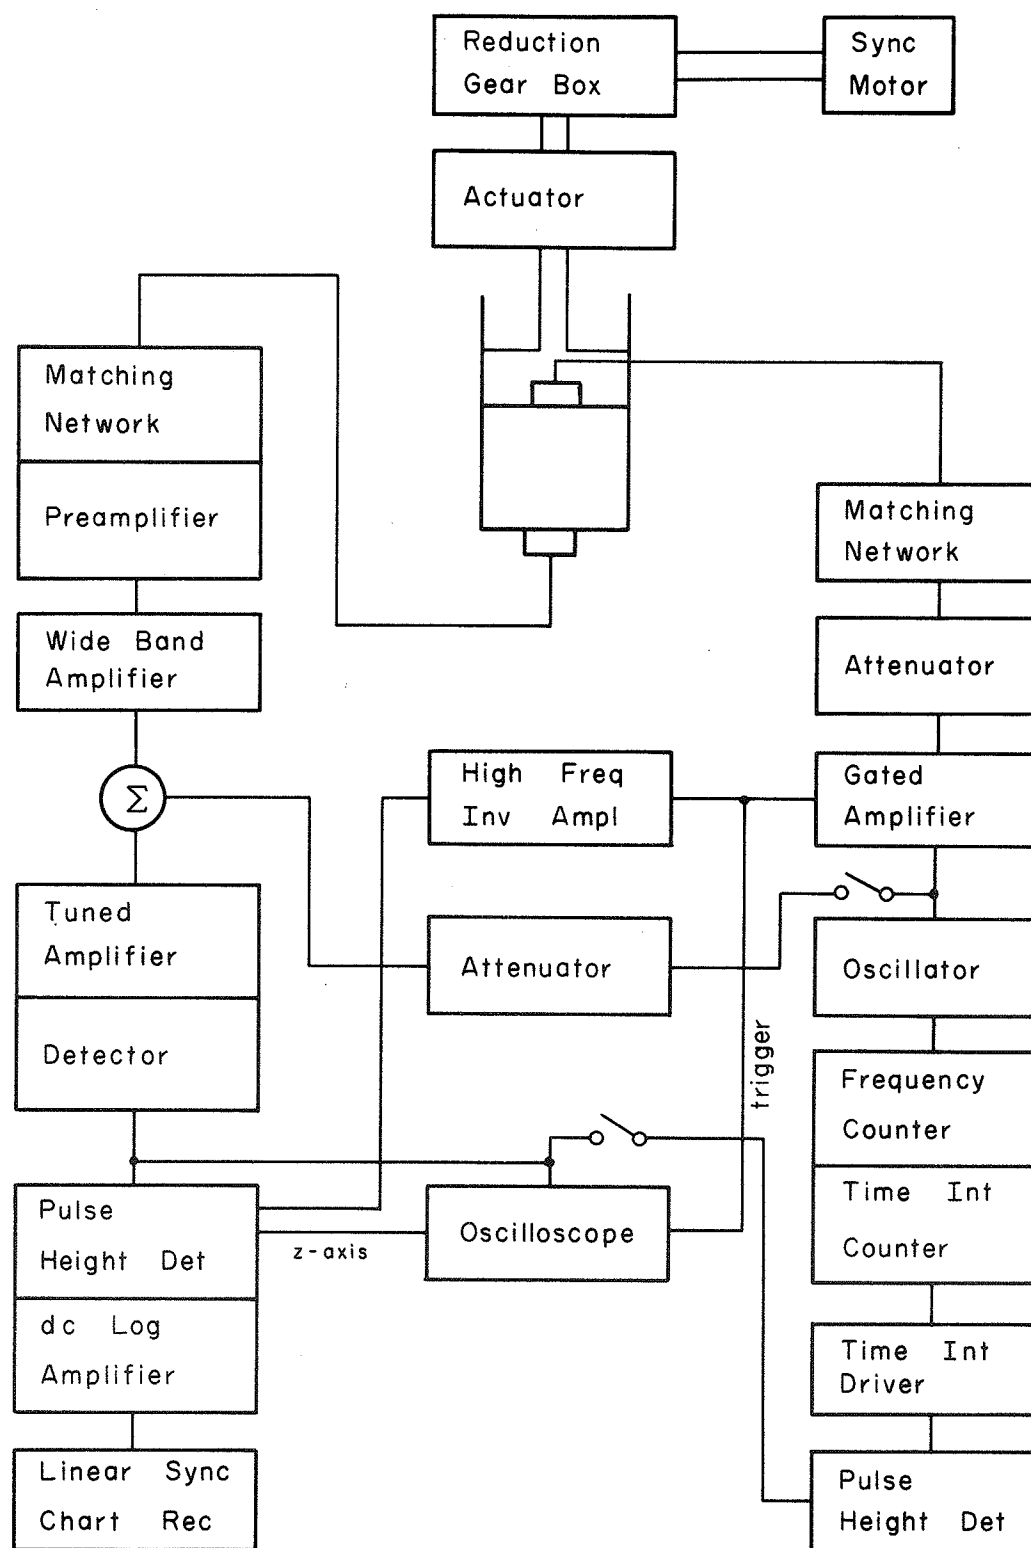 Reduction
Gear Box
Sync
Motor
Actuator
Matching
Network
Preamplifier
Wide Band
Amplifier
Σ
Tuned
Amplifier
Detector
Pulse
Height Det
dc Log
Amplifier
Linear Sync
Chart Rec
High Freq
Inv Ampl
Attenuator
Oscilloscope
z-axis
trigger
Matching
Network
Attenuator
Gated
Amplifier
Oscillator
Frequency
Counter
Time Int
Counter
Time Int
Driver
Pulse
Height Det